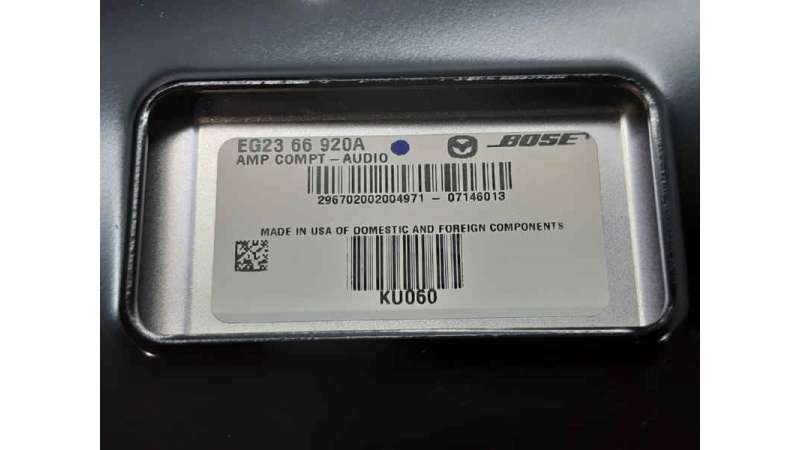 EG23 66 920A BOSE
AMP COMPT - AUDIO
296702002004971 - 07146013
MADE IN USA OF DOMESTIC AND FOREIGN COMPONENTS
KU060